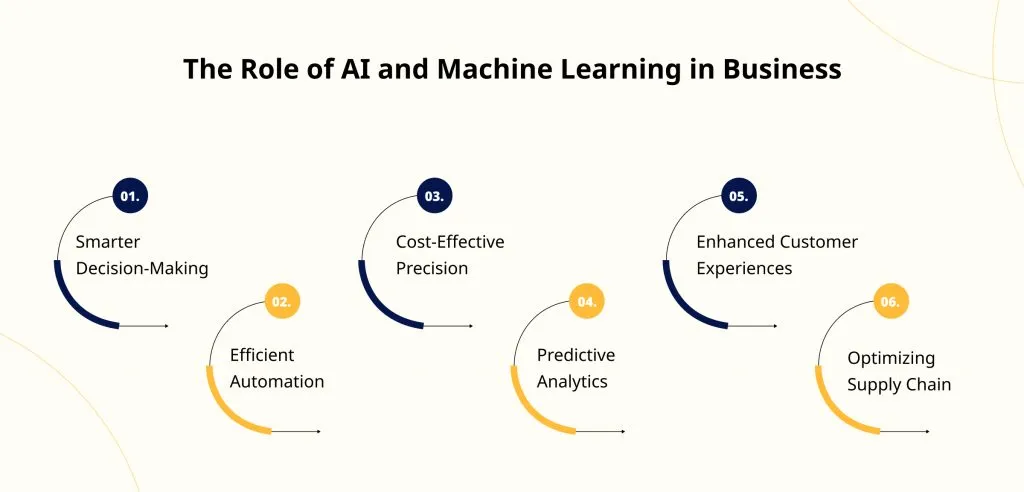 The Role of AI and Machine Learning in Business
01.
Smarter
Decision-Making
02.
Efficient
Automation
03.
Cost-Effective
Precision
04.
Predictive
Analytics
05.
Enhanced Customer
Experiences
06.
Optimizing
Supply Chain